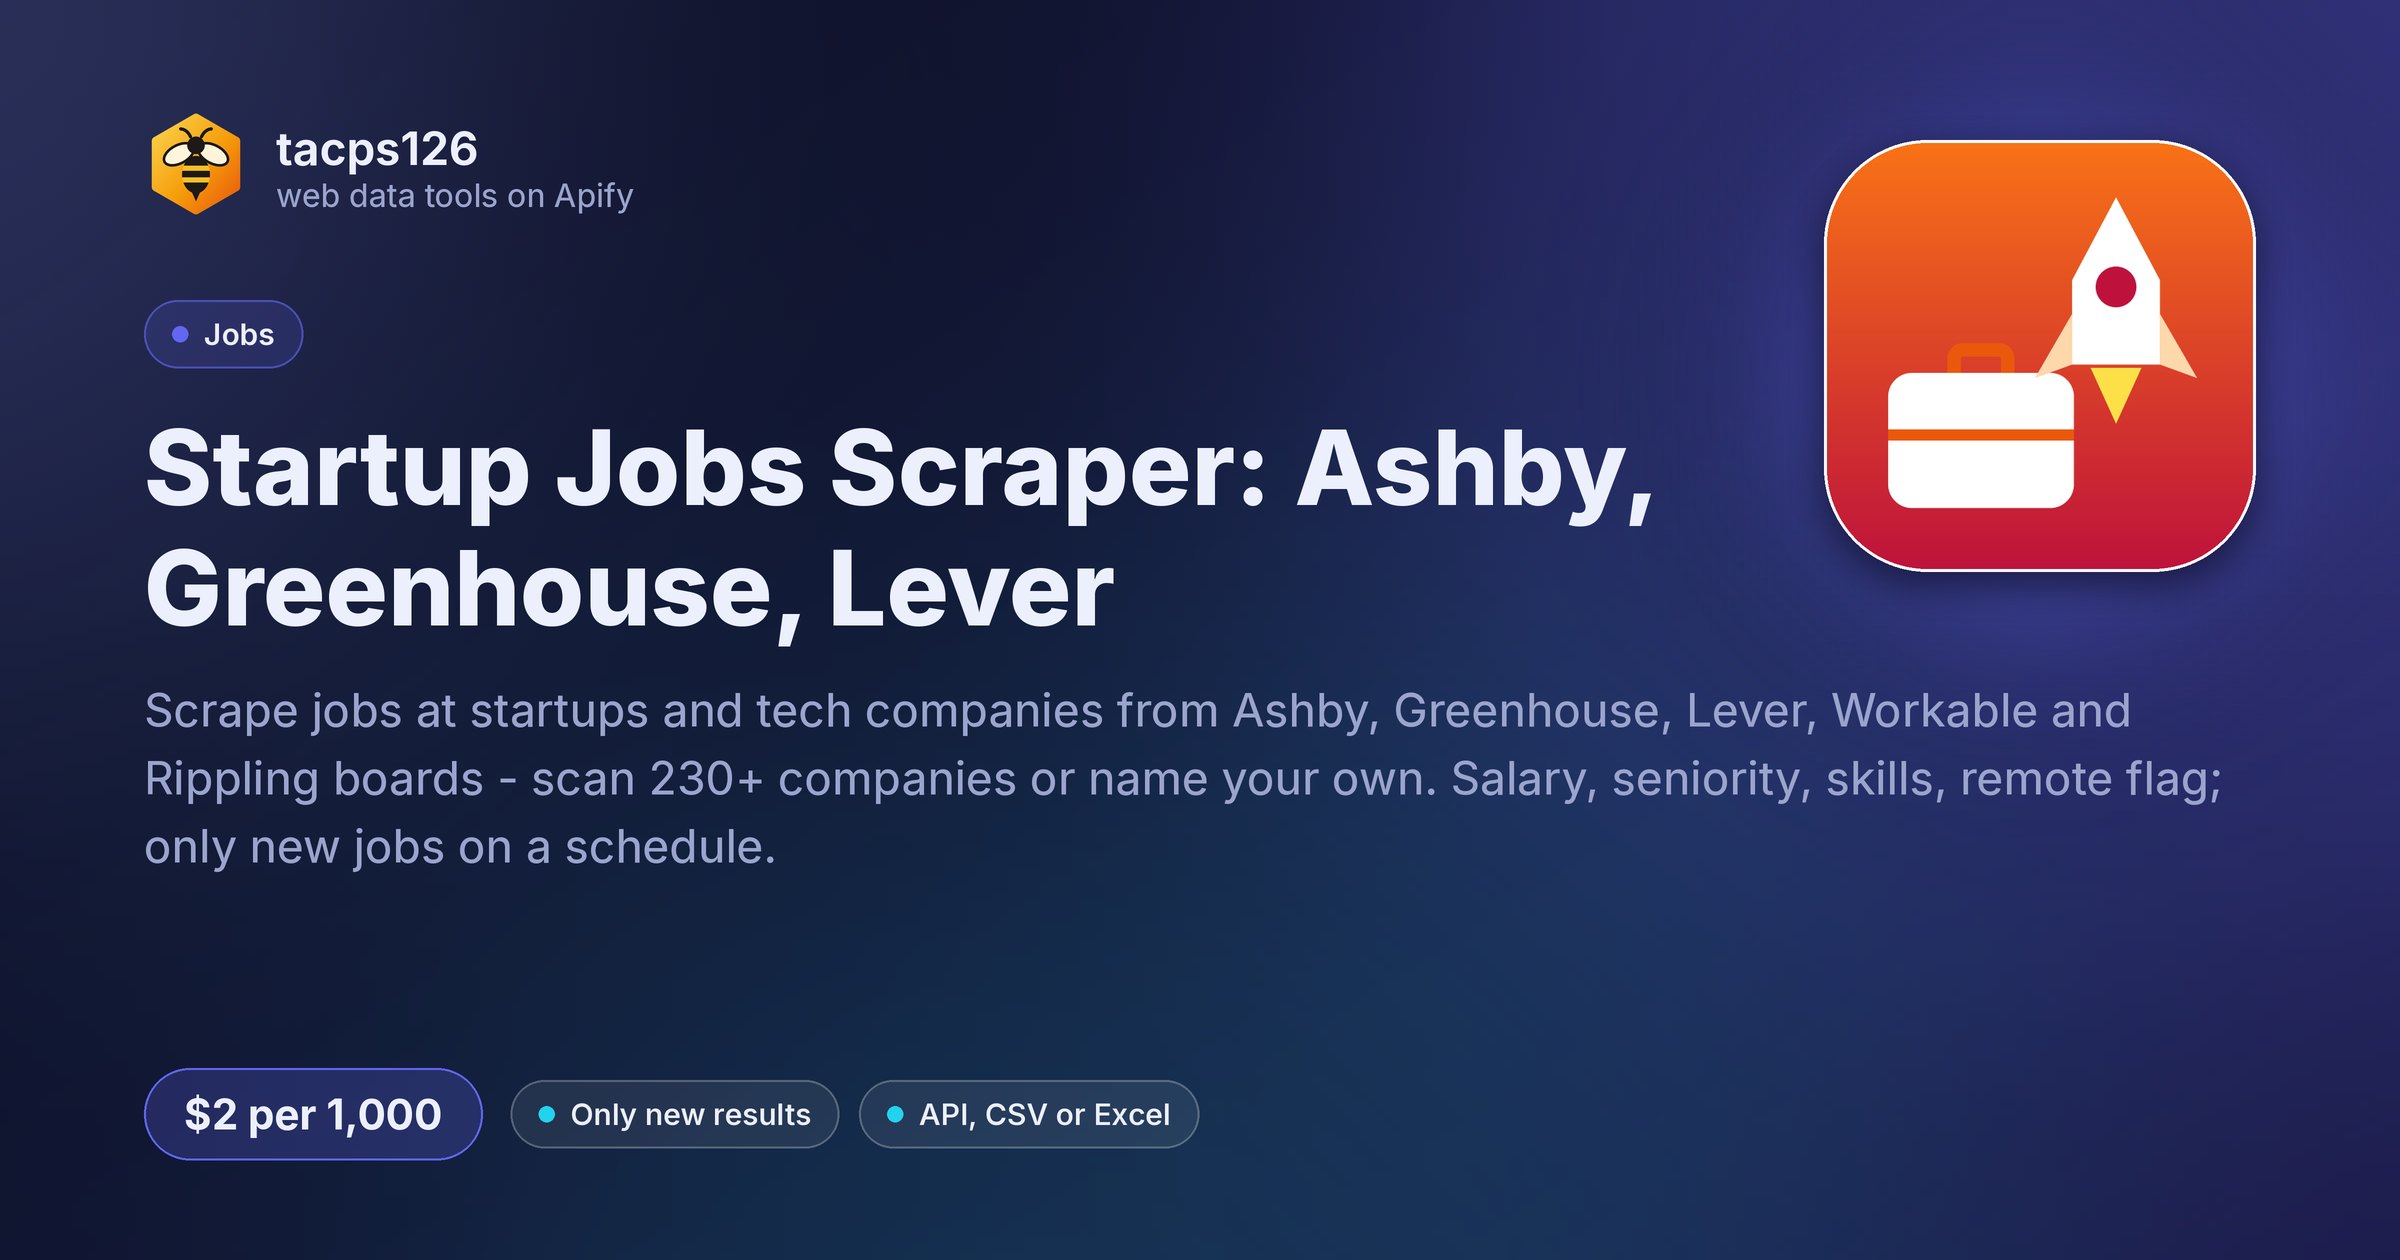 tacps126
web data tools on Apify
Jobs
Startup Jobs Scraper: Ashby,
Greenhouse, Lever
Scrape jobs at startups and tech companies from Ashby, Greenhouse, Lever, Workable and
Rippling boards - scan 230+ companies or name your own. Salary, seniority, skills, remote flag;
only new jobs on a schedule.
$2 per 1,000
Only new results
API, CSV or Excel